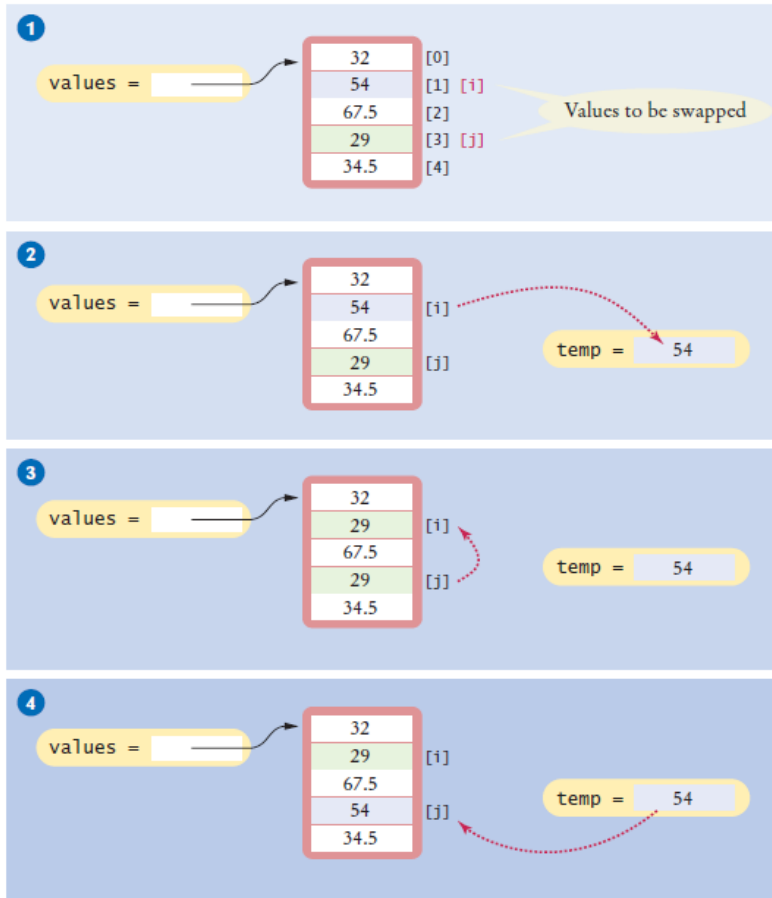 1
32 [0]
values = 54 [1] [i]
67.5 [2] Values to be swapped
29 [3] [j]
34.5 [4]
2
32
values = 54 [i]
67.5
29 [j] temp = 54
34.5
3
32
values = 29 [i]
67.5
29 [j] temp = 54
34.5
4
32
values = 29 [i]
67.5
54 [j] temp = 54
34.5